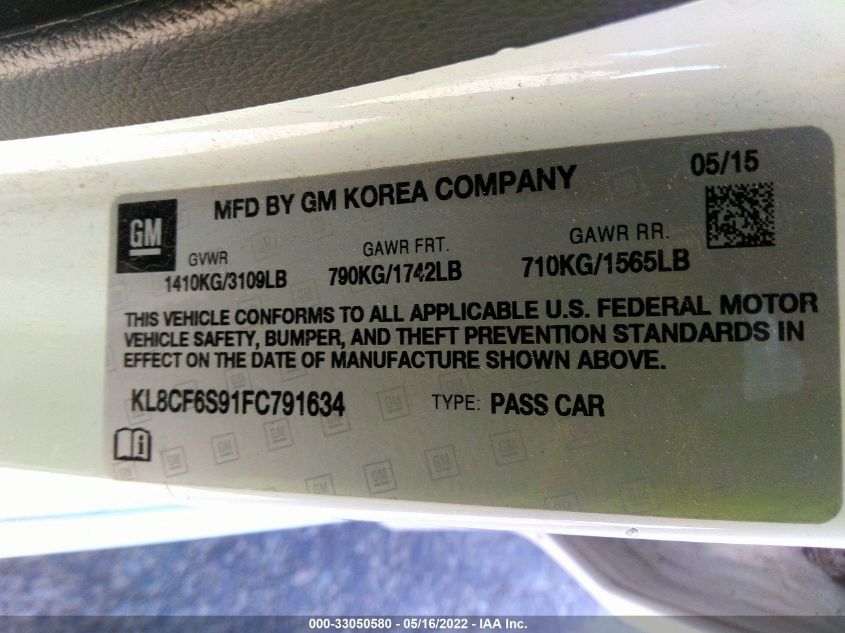 GM
MFD BY GM KOREA COMPANY
05/15
GVWR
1410KG/3109LB
GAWR FRT.
790KG/1742LB
GAWR RR.
710KG/1565LB
THIS VEHICLE CONFORMS TO ALL APPLICABLE U.S. FEDERAL MOTOR
VEHICLE SAFETY, BUMPER, AND THEFT PREVENTION STANDARDS IN
EFFECT ON THE DATE OF MANUFACTURE SHOWN ABOVE.
KL8CF6S91FC791634
TYPE: PASS CAR
000-33050580 - 05/16/2022 - IAA Inc.